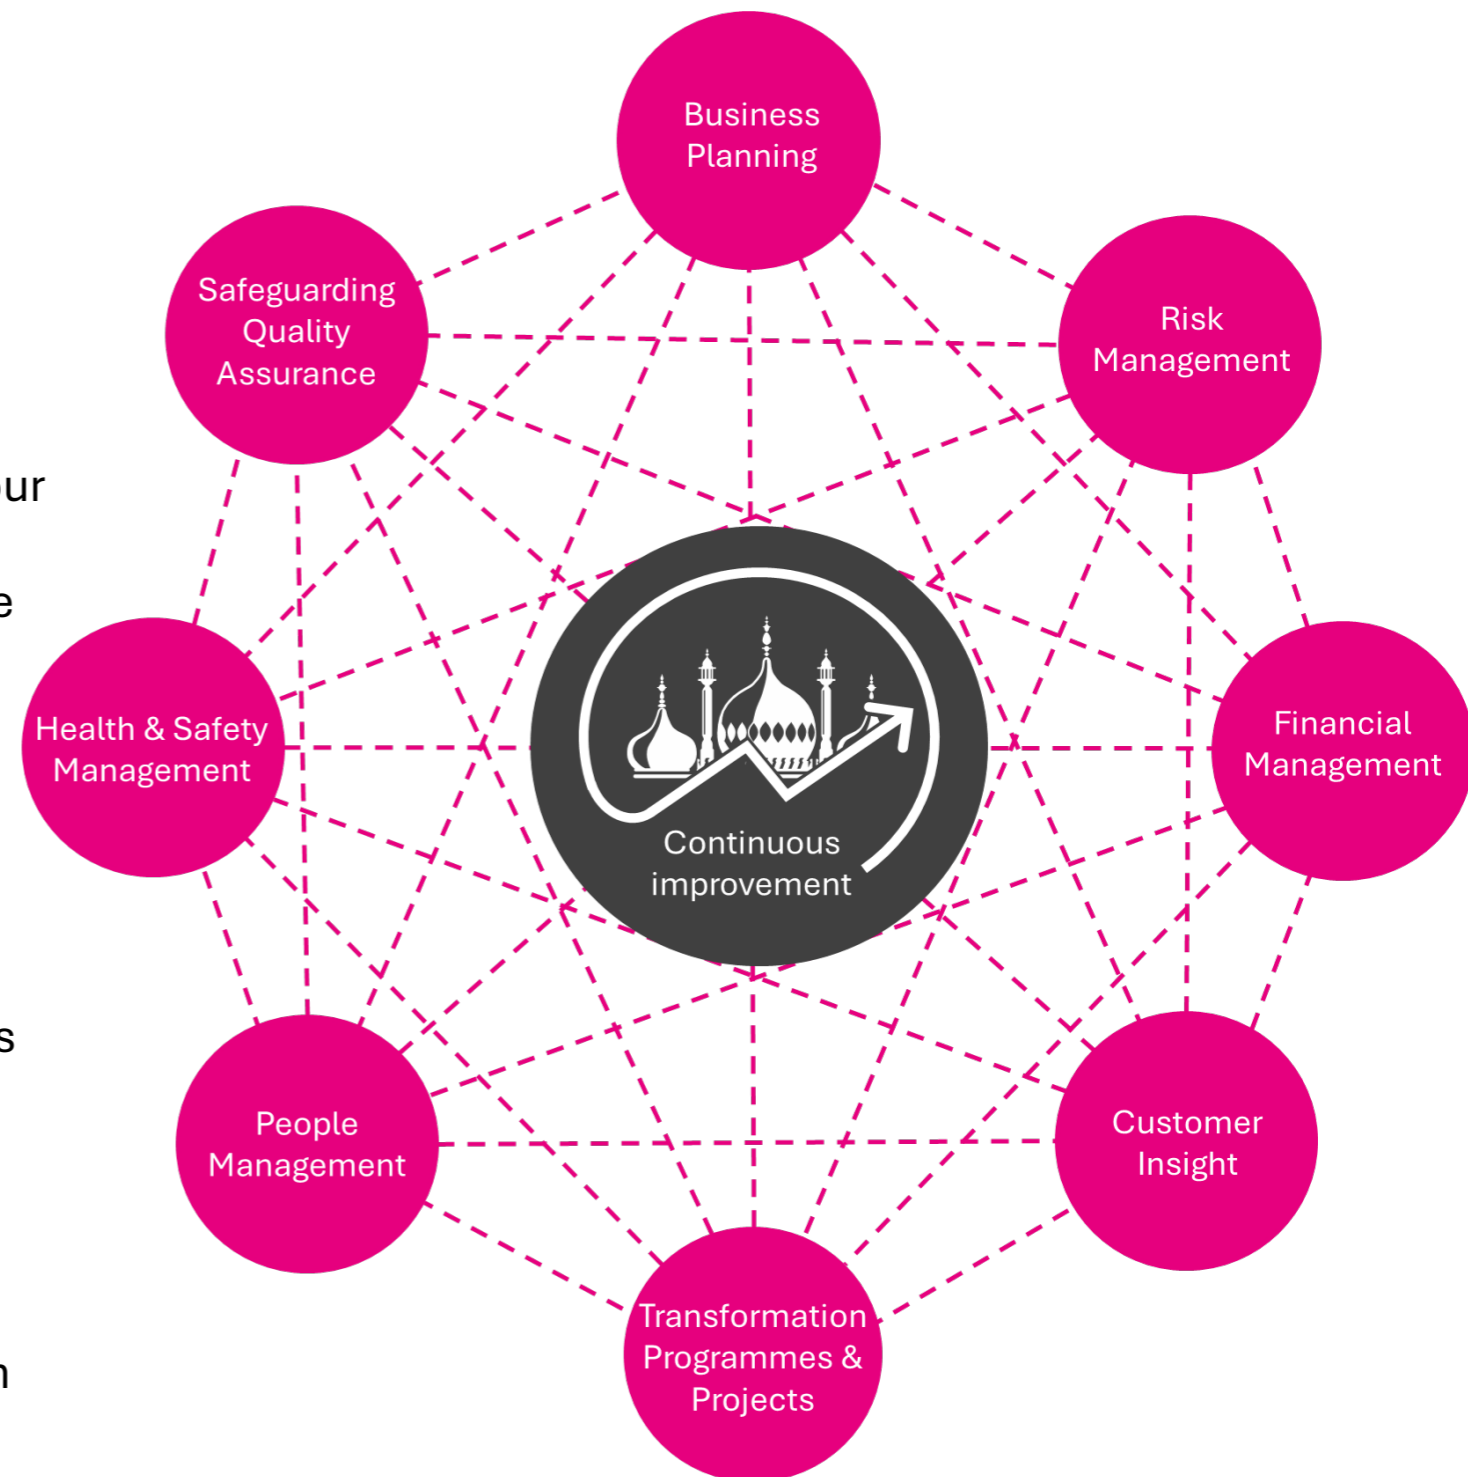 Business
Planning
Safeguarding
Quality
Assurance
Risk
Management
our
e
Health & Safety
Management
Financial
Management
Continuous
improvement
s
People
Management
Customer
Insight
Transformation
Programmes &
Projects
n